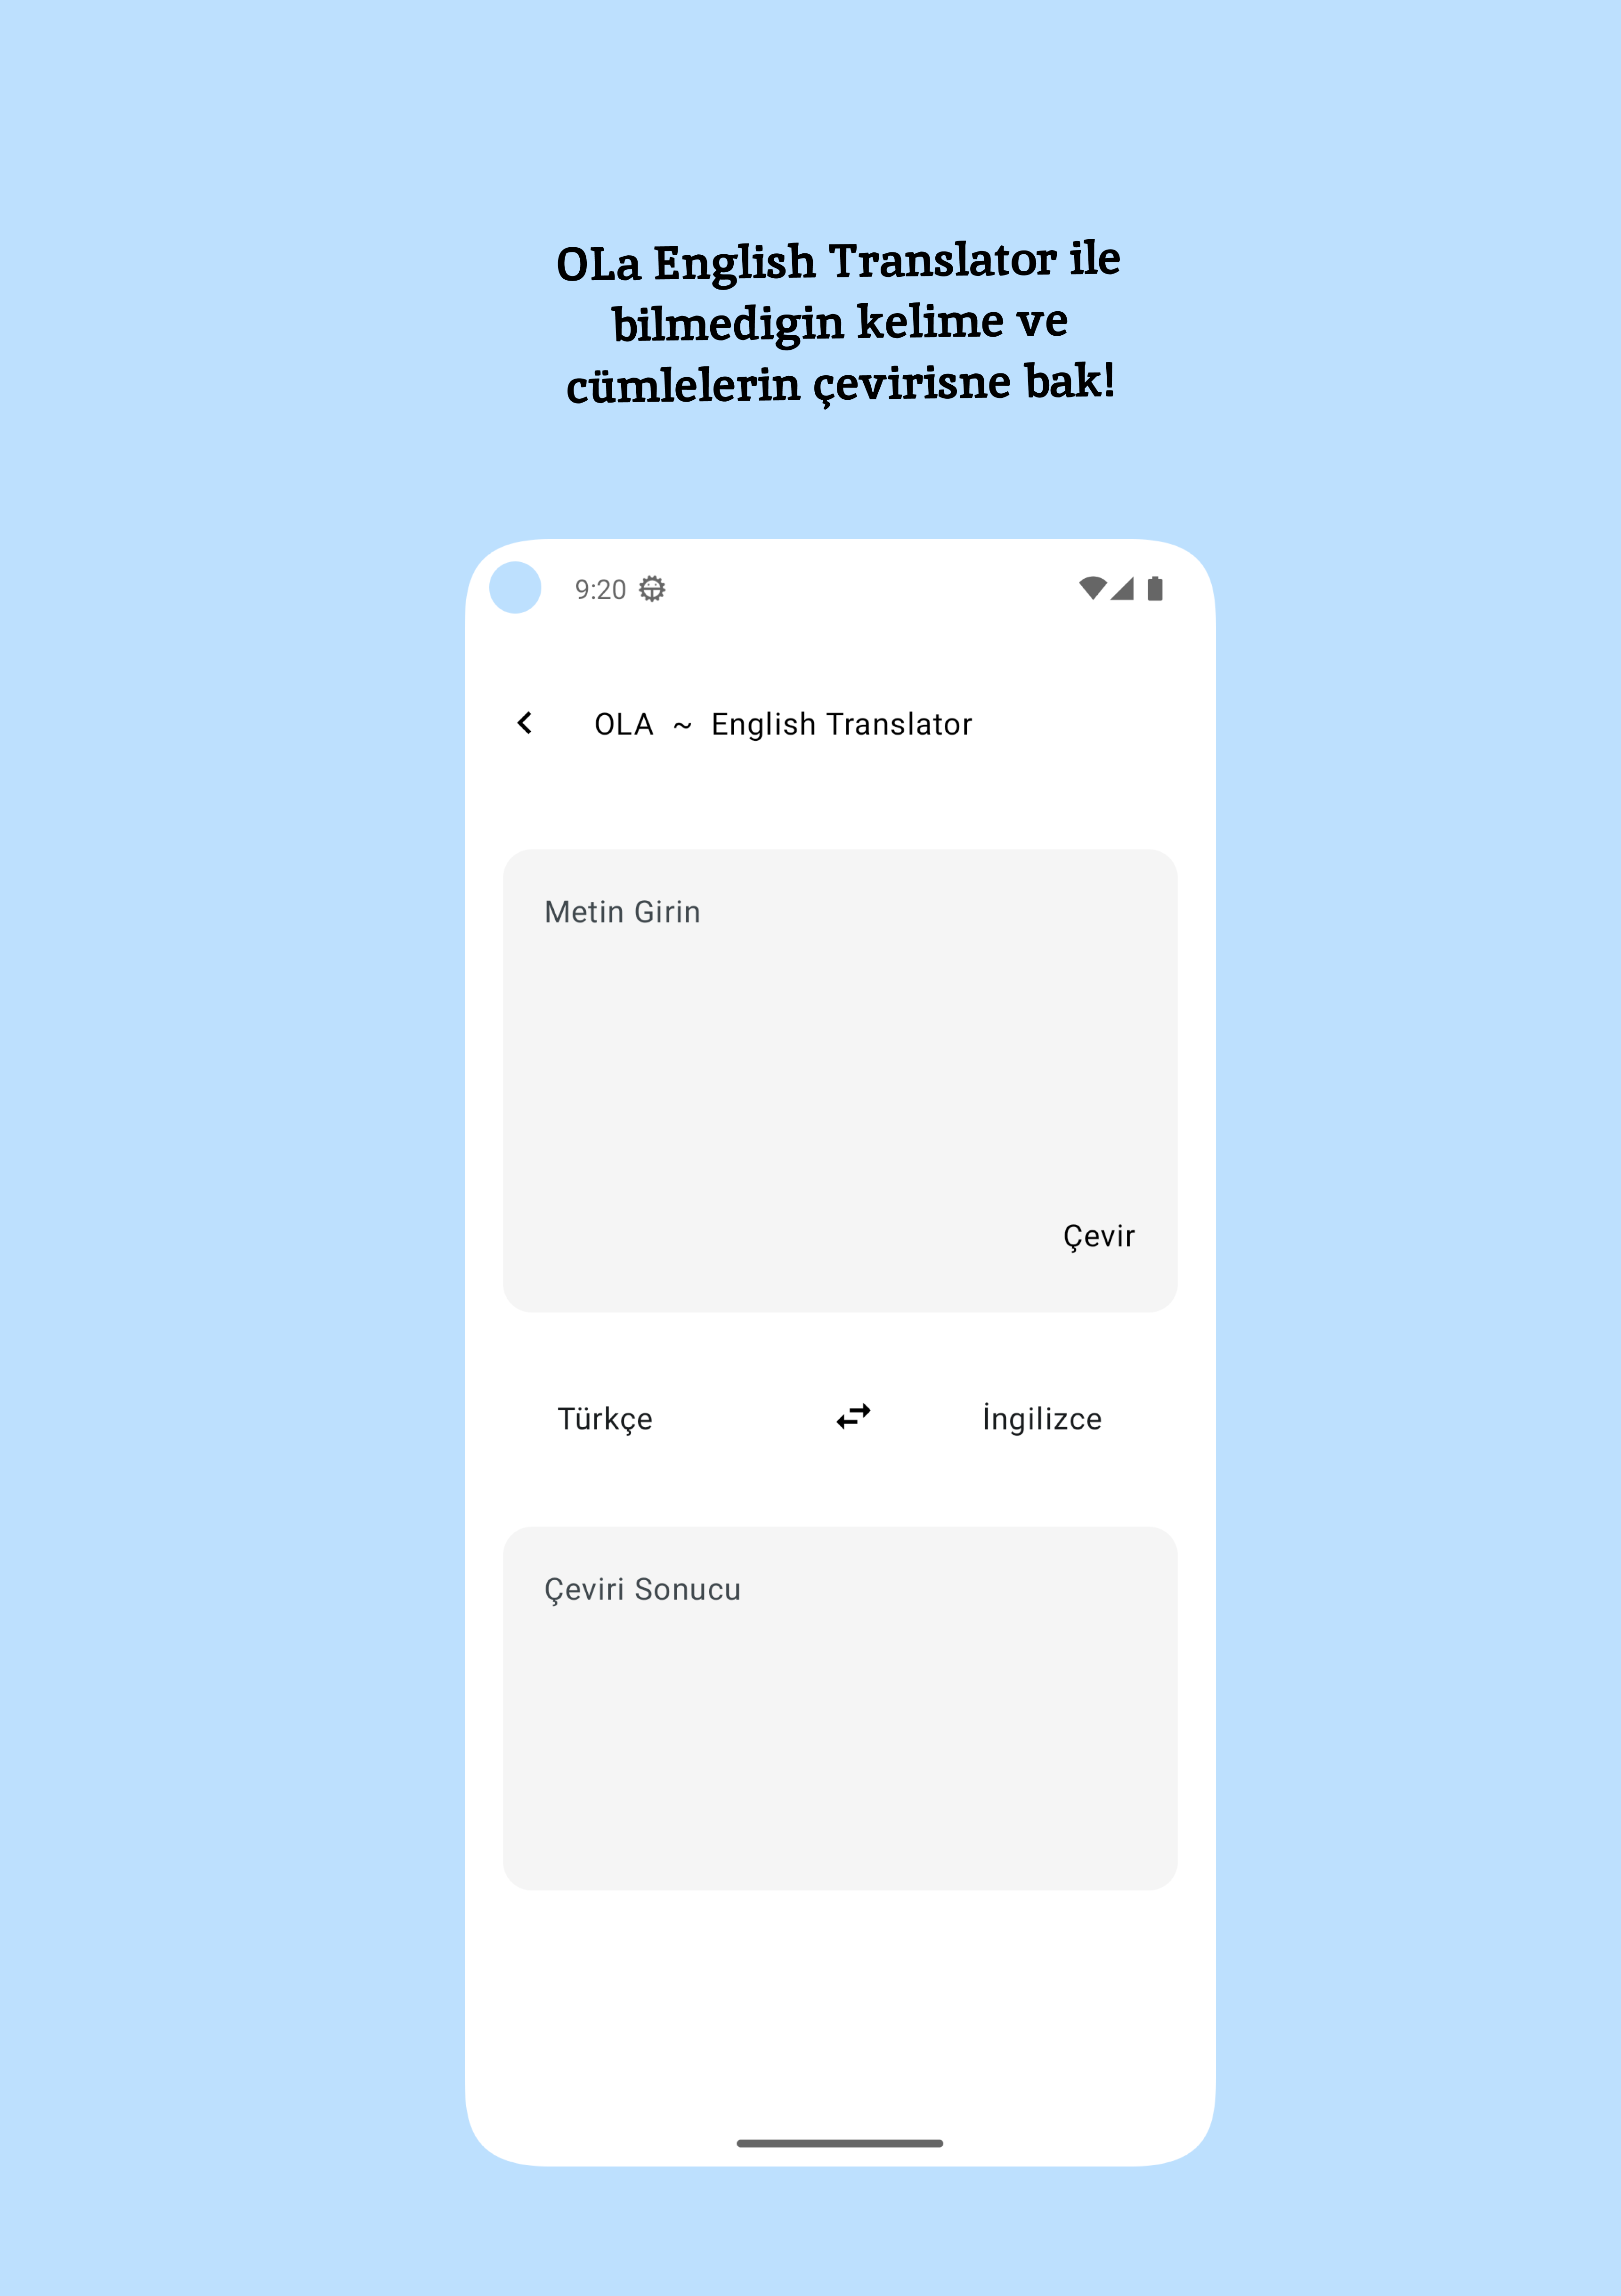 OLa English Translator ile
bilmedigin kelime ve
cümlelerin çevirisne bak!
9:20
OLA ~ English Translator
Metin Girin
Çevir
Türkçe İngilizce
Çeviri Sonucu